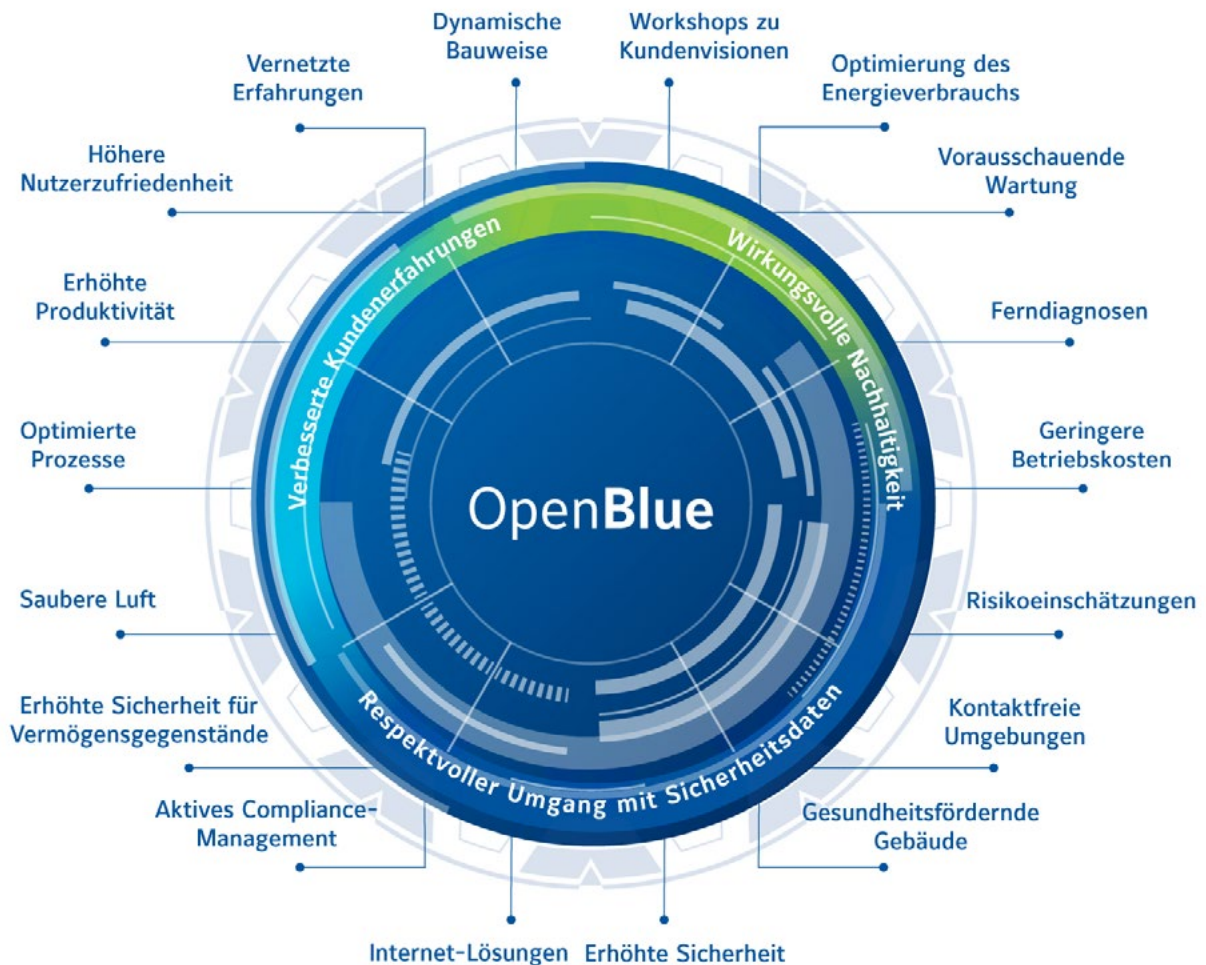 Dynamische
Bauweise
Workshops zu
Kundenvisionen
Vernetzte
Erfahrungen
Optimierung des
Energieverbrauchs
Höhere
Nutzerzufriedenheit
Vorausschauende
Wartung
Erhöhte
Produktivität
Ferndiagnosen
Optimierte
Prozesse
Geringere
Betriebskosten
Saubere Luft
Risikoeinschätzungen
Erhöhte Sicherheit für
Vermögensgegenstände
Kontaktfreie
Umgebungen
Aktives Compliance-
Management
Gesundheitsfördernde
Gebäude
Internet-Lösungen
Erhöhte Sicherheit
Verbesserte Kundenerfahrungen
Wirkungsvolle Nachhaltigkeit
Respektvoller Umgang mit Sicherheitsdaten
OpenBlue